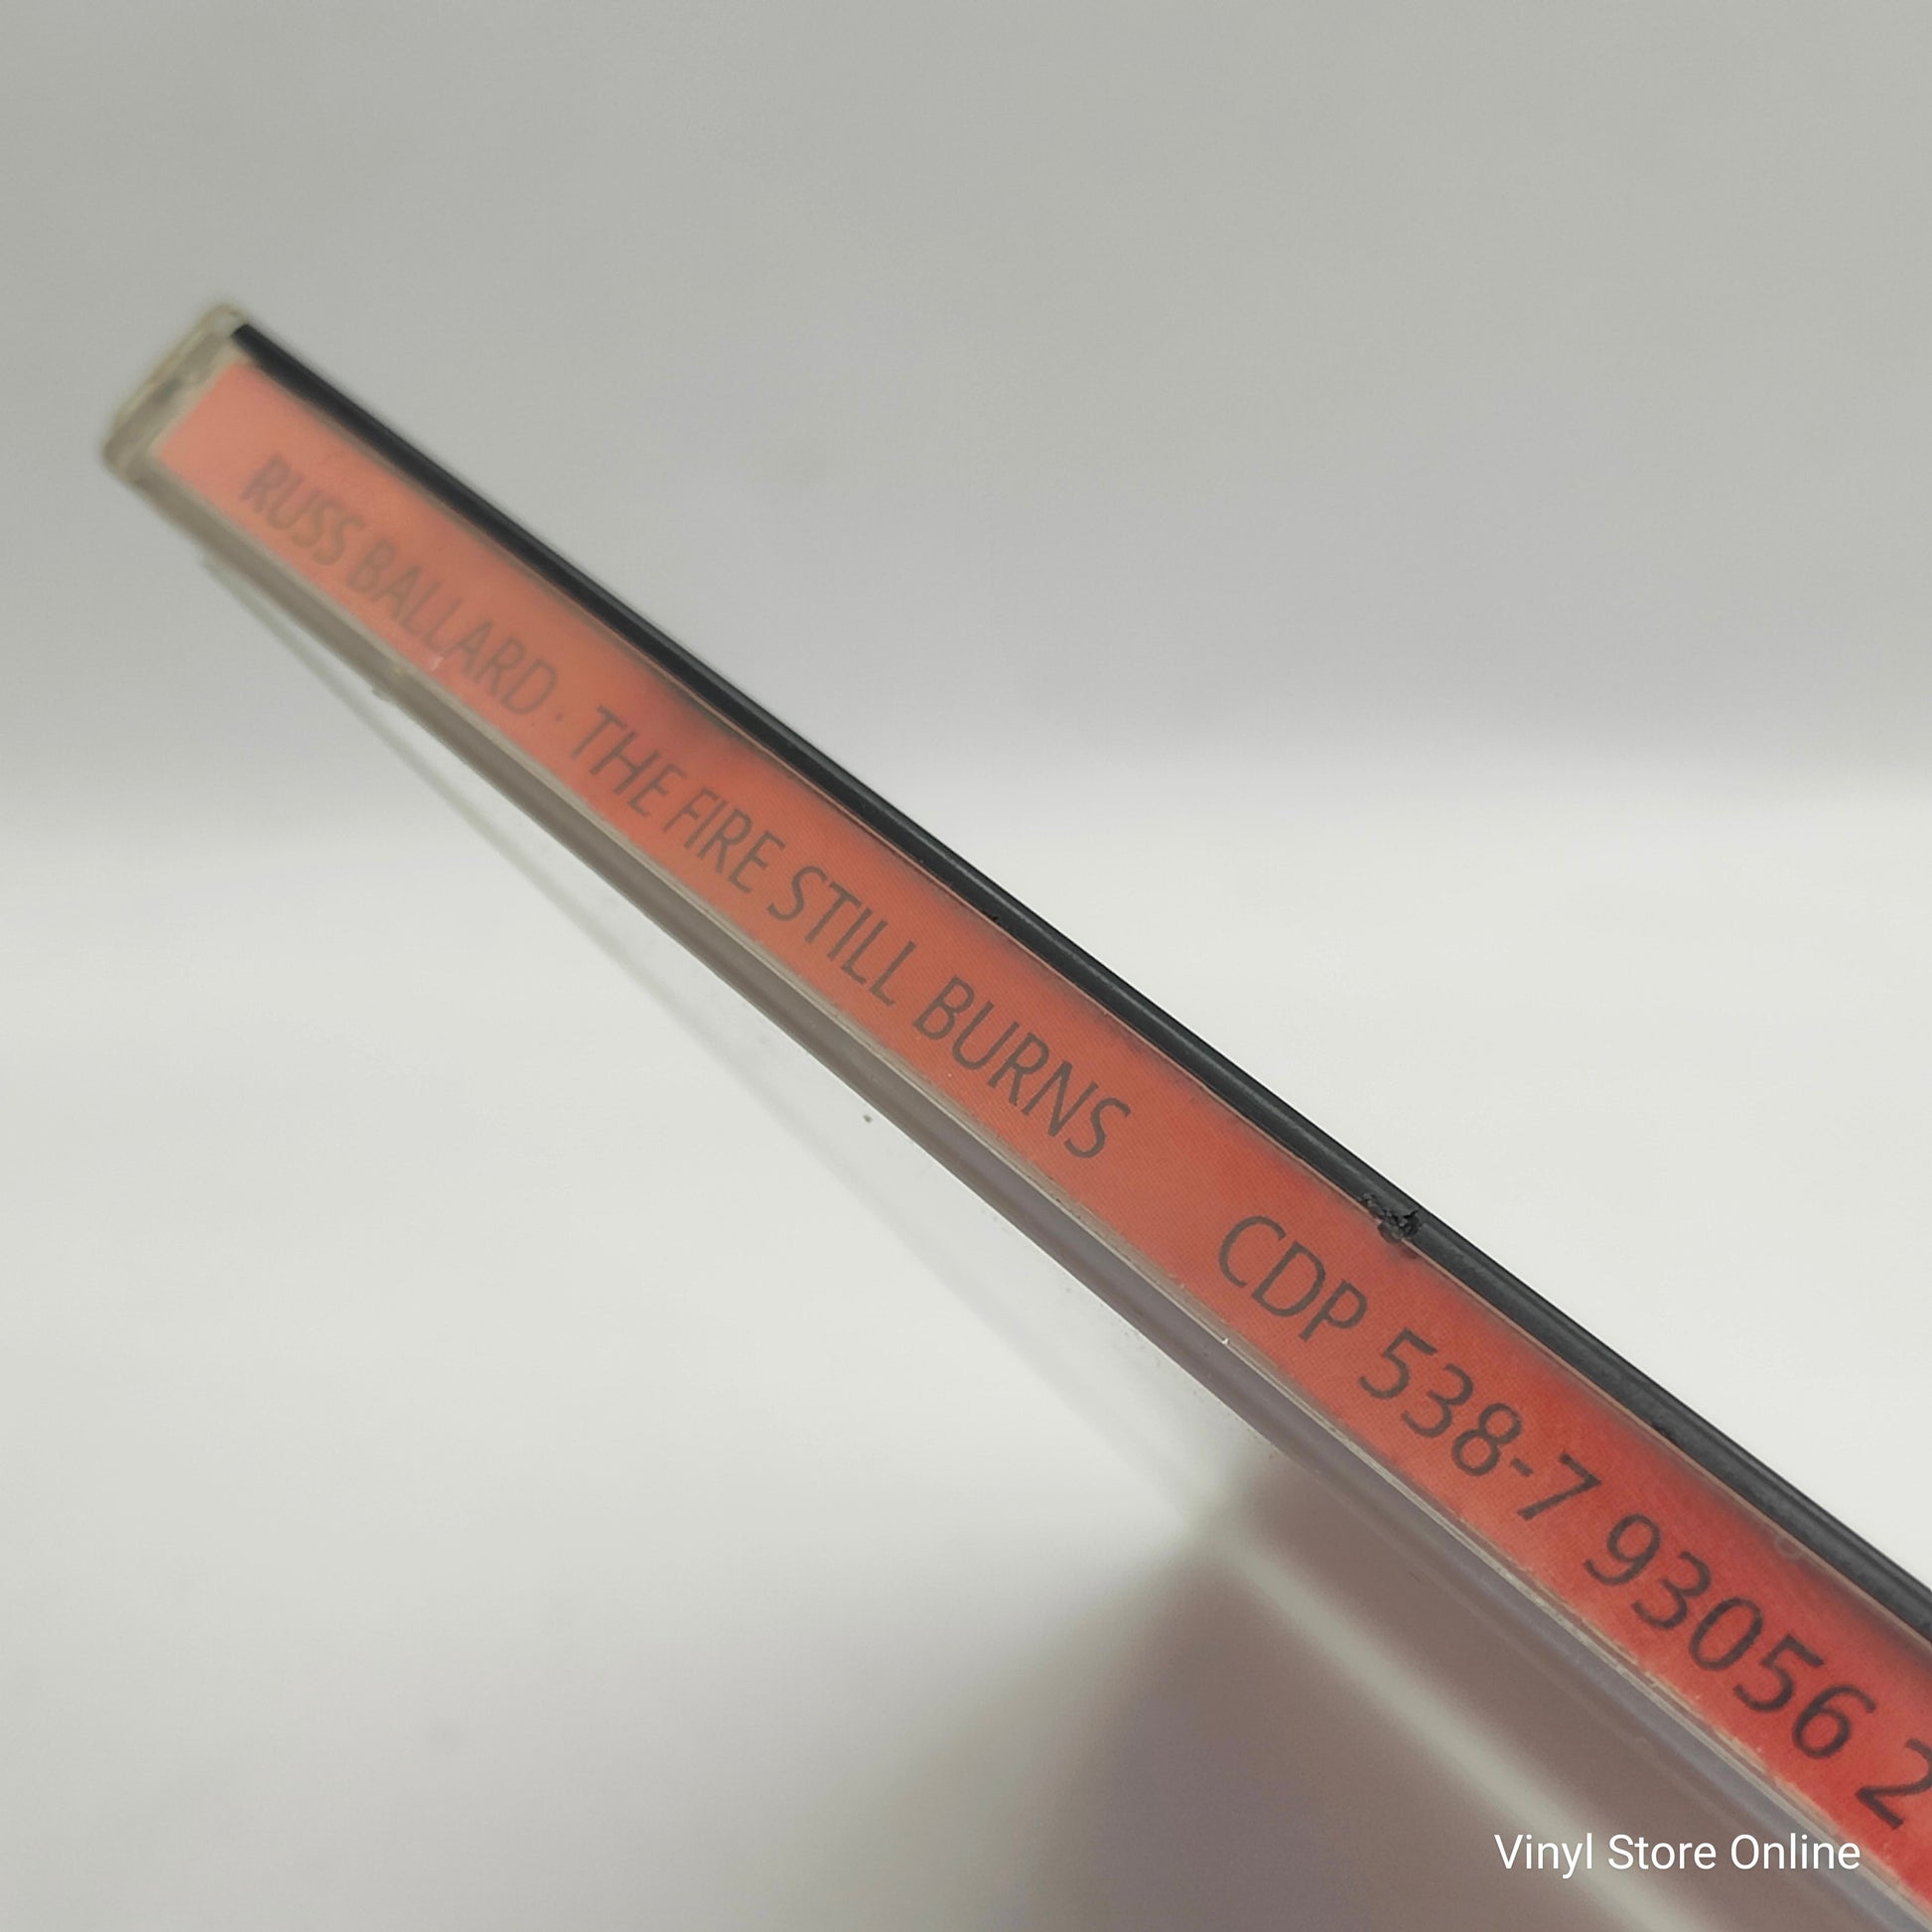 RUSS BALLARD · THE FIRE STILL BURNS CDP 538-7 93056 2
Vinyl Store Online